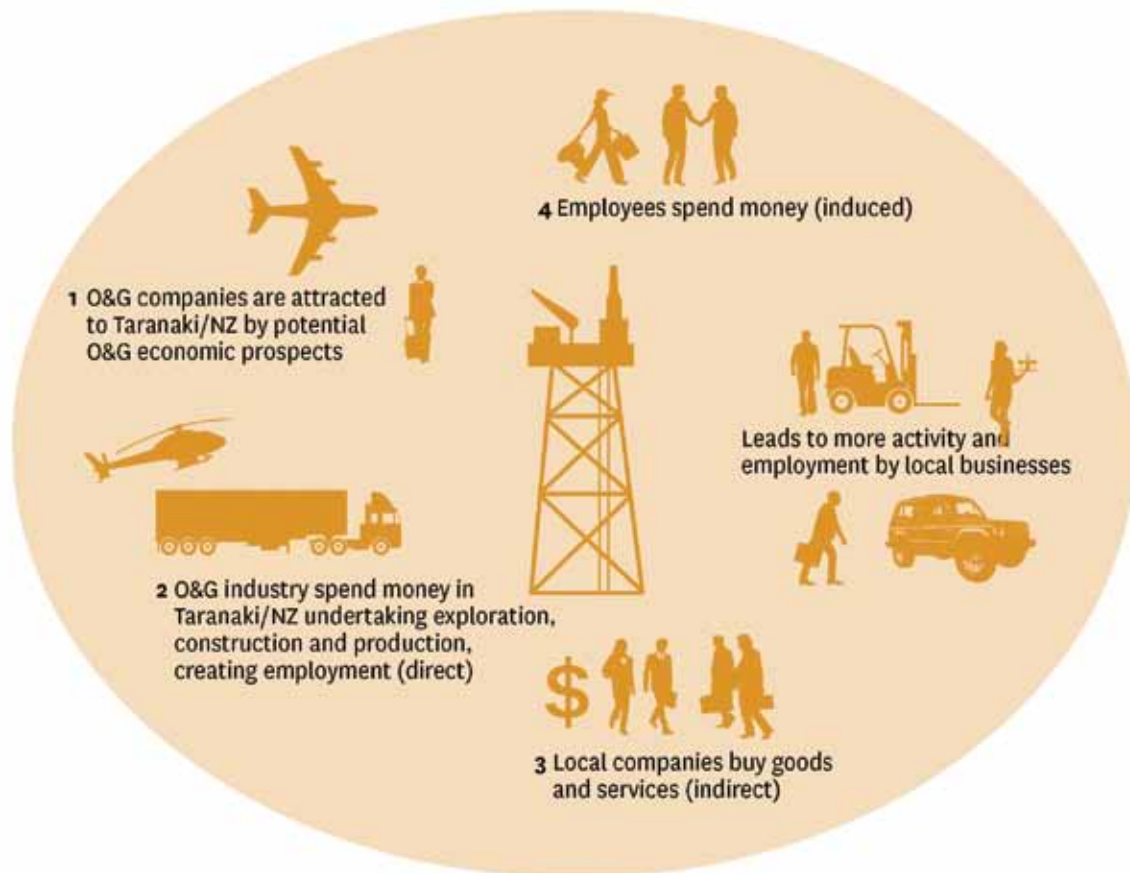 1 O&G companies are attracted
to Taranaki/NZ by potential
O&G economic prospects
2 O&G industry spend money in
Taranaki/NZ undertaking exploration,
construction and production,
creating employment (direct)
$
3 Local companies buy goods
and services (indirect)
Leads to more activity and
employment by local businesses
4 Employees spend money (induced)